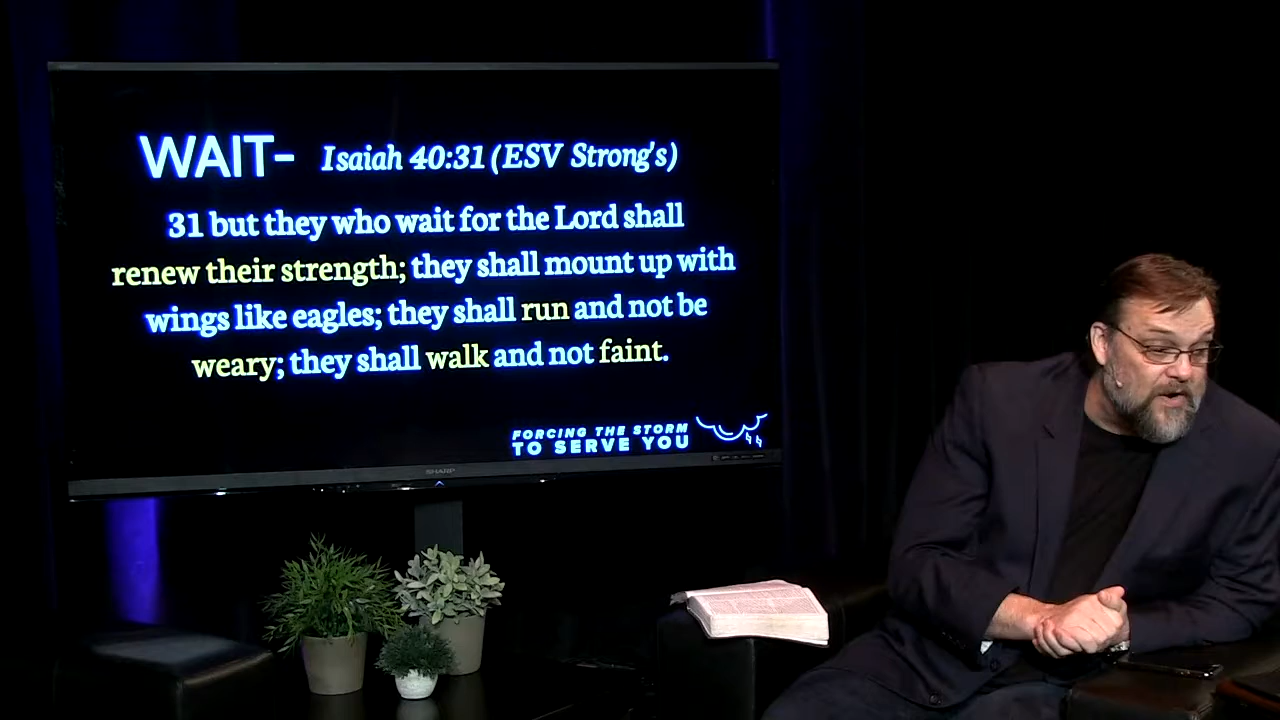 WAIT- Isaiah 40:31 (ESV Strong's)
31 but they who wait for the Lord shall
renew their strength; they shall mount up with
wings like eagles; they shall run and not be
weary; they shall walk and not faint.
FORCING THE STORM
TO SERVE YOU
SHARP